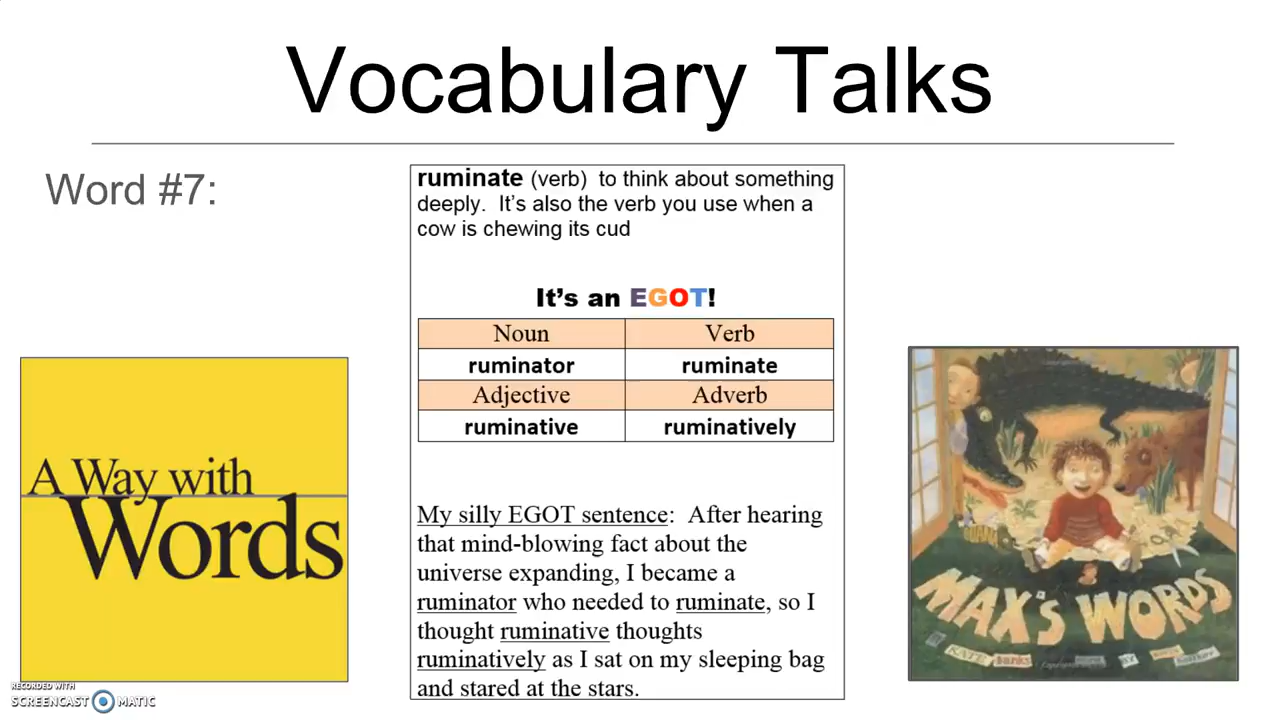 Vocabulary Talks
Word #7:
ruminate (verb) to think about something
deeply. It's also the verb you use when a
cow is chewing its cud
It's an EGOT!
Noun Verb
ruminator ruminate
Adjective Adverb
ruminative ruminatively
My silly EGOT sentence: After hearing
that mind-blowing fact about the
universe expanding, I became a
ruminator who needed to ruminate, so I
thought ruminative thoughts
ruminatively as I sat on my sleeping bag
and stared at the stars.
A Way with
Words
MAX'S WORDS
KATE BANKS
RECORDED WITH
SCREENCAST MATIC